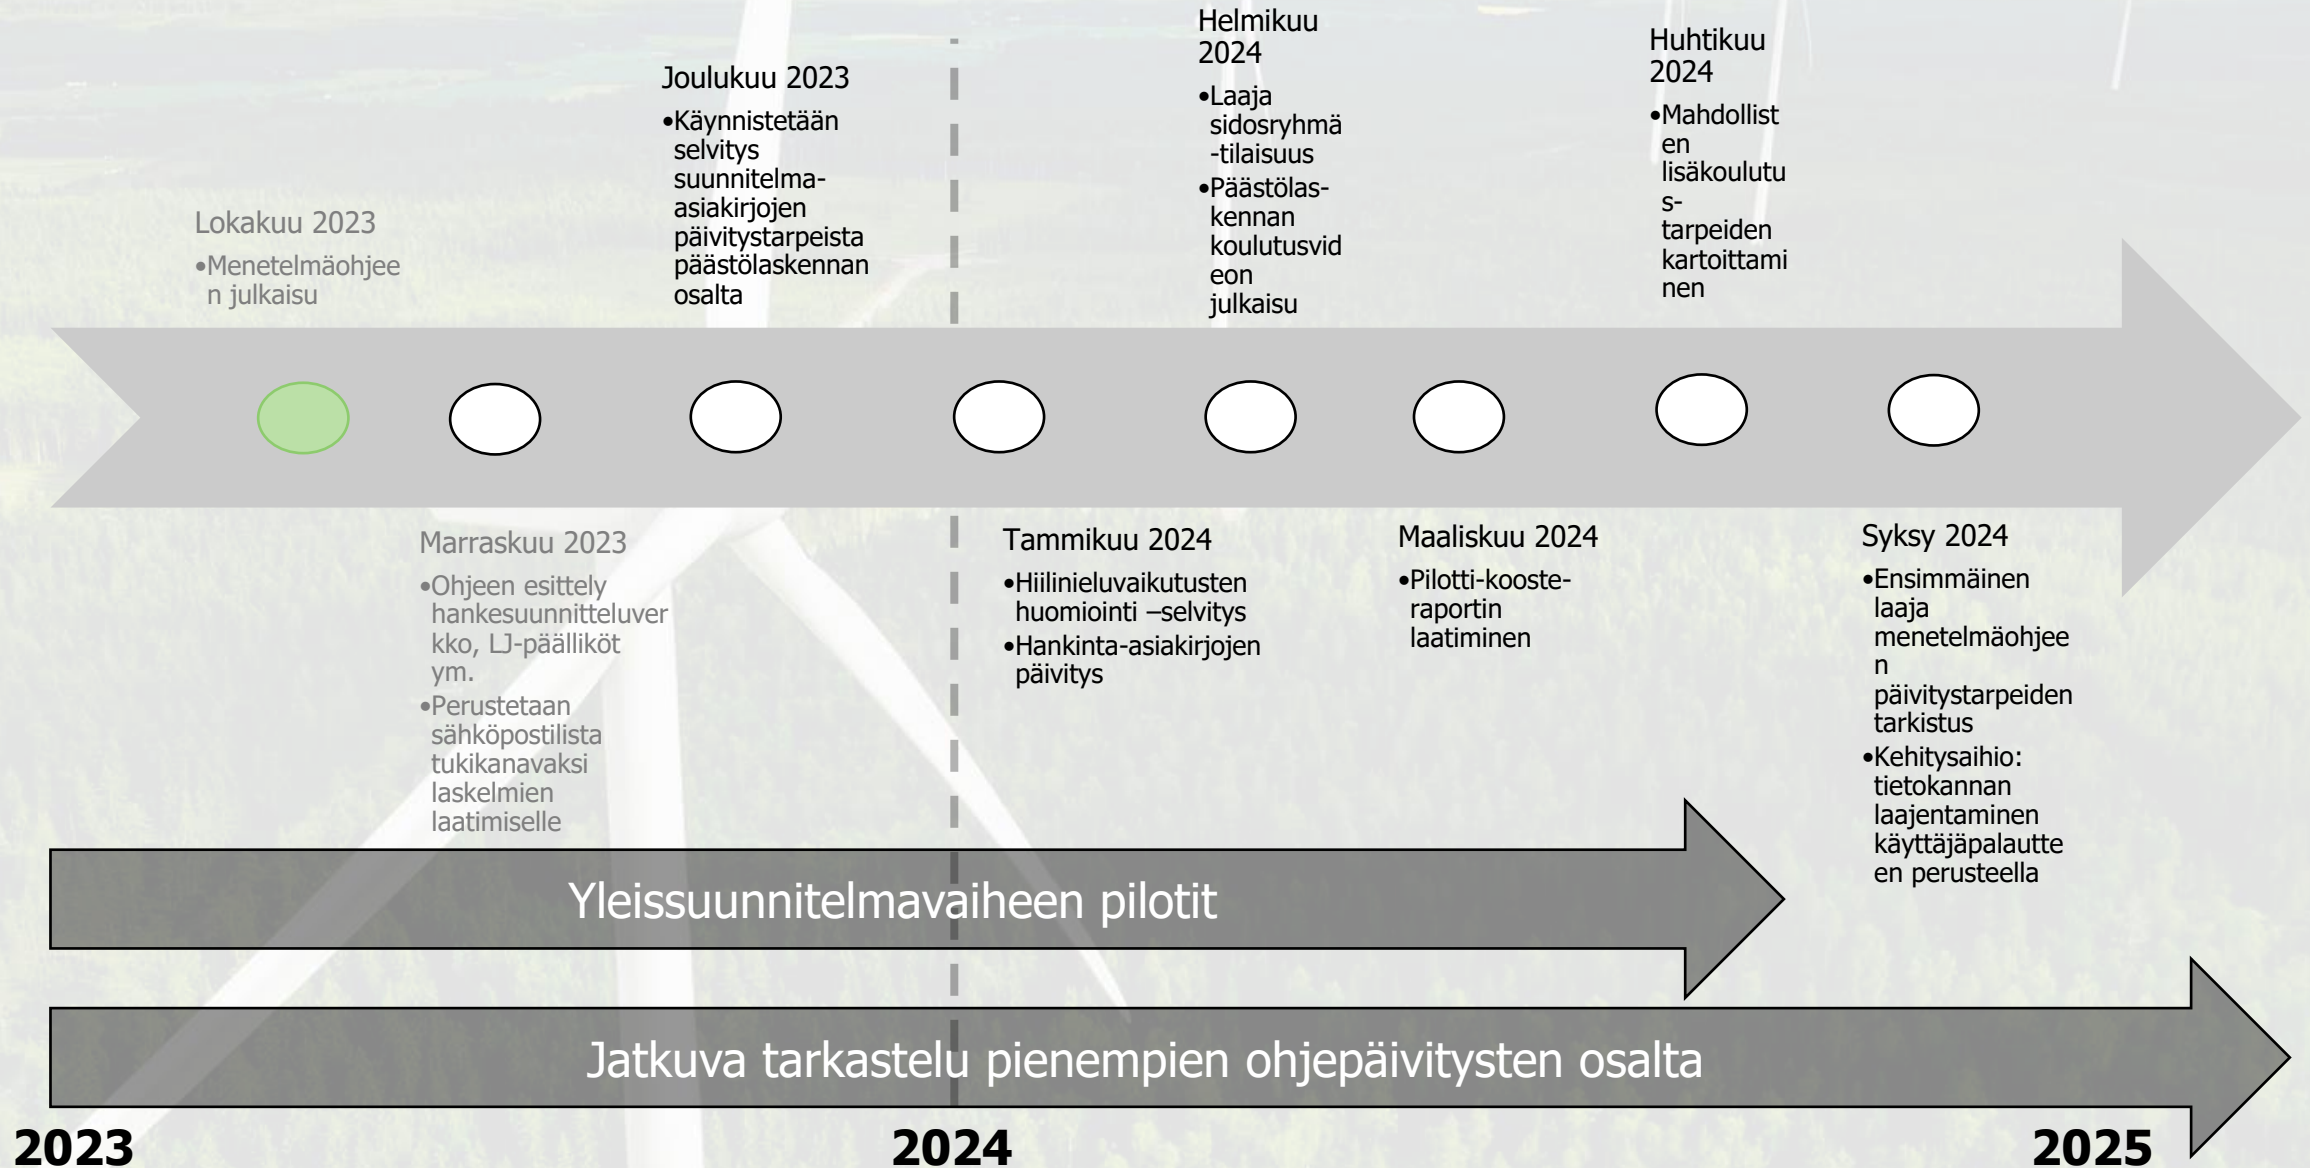 Lokakuu 2023
•Menetelmäohjee
n julkaisu
Marraskuu 2023
•Ohjeen esittely
hankesuunnitteluver
kko, LJ-päälliköt
ym.
•Perustetaan
sähköpostilista
tukikanavaksi
laskelmien
laatimiselle
Joulukuu 2023
•Käynnistetään
selvitys
suunnitelma-
asiakirjojen
päivitystarpeista
päästölaskennan
osalta
Tammikuu 2024
•Hiilinieluvaikutusten
huomiointi –selvitys
•Hankinta-asiakirjojen
päivitys
Helmikuu
2024
•Laaja
sidosryhmä
-tilaisuus
•Päästölas-
kennan
koulutusvid
eon
julkaisu
Maaliskuu 2024
•Pilotti-kooste-
raportin
laatiminen
Huhtikuu
2024
•Mahdollist
en
lisäkoulutu
s-
tarpeiden
kartoittami
nen
Syksy 2024
•Ensimmäinen
laaja
menetelmäohjee
n
päivitystarpeiden
tarkistus
•Kehitysaihio:
tietokannan
laajentaminen
käyttäjäpalautte
en perusteella
Yleissuunnitelmavaiheen pilotit
Jatkuva tarkastelu pienempien ohjepäivitysten osalta
2023
2024
2025